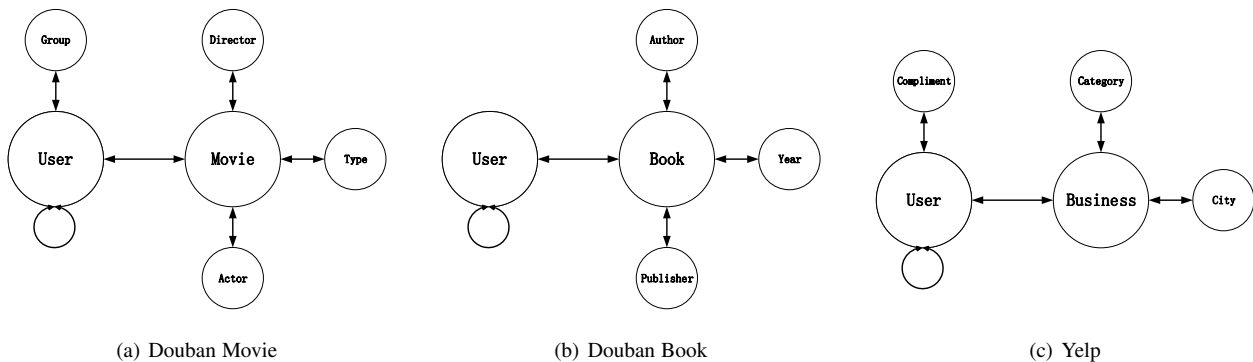 Group
Director
User
Movie
Type
Actor
(a) Douban Movie
Author
User
Book
Year
Publisher
(b) Douban Book
Compliment
Category
User
Business
City
(c) Yelp